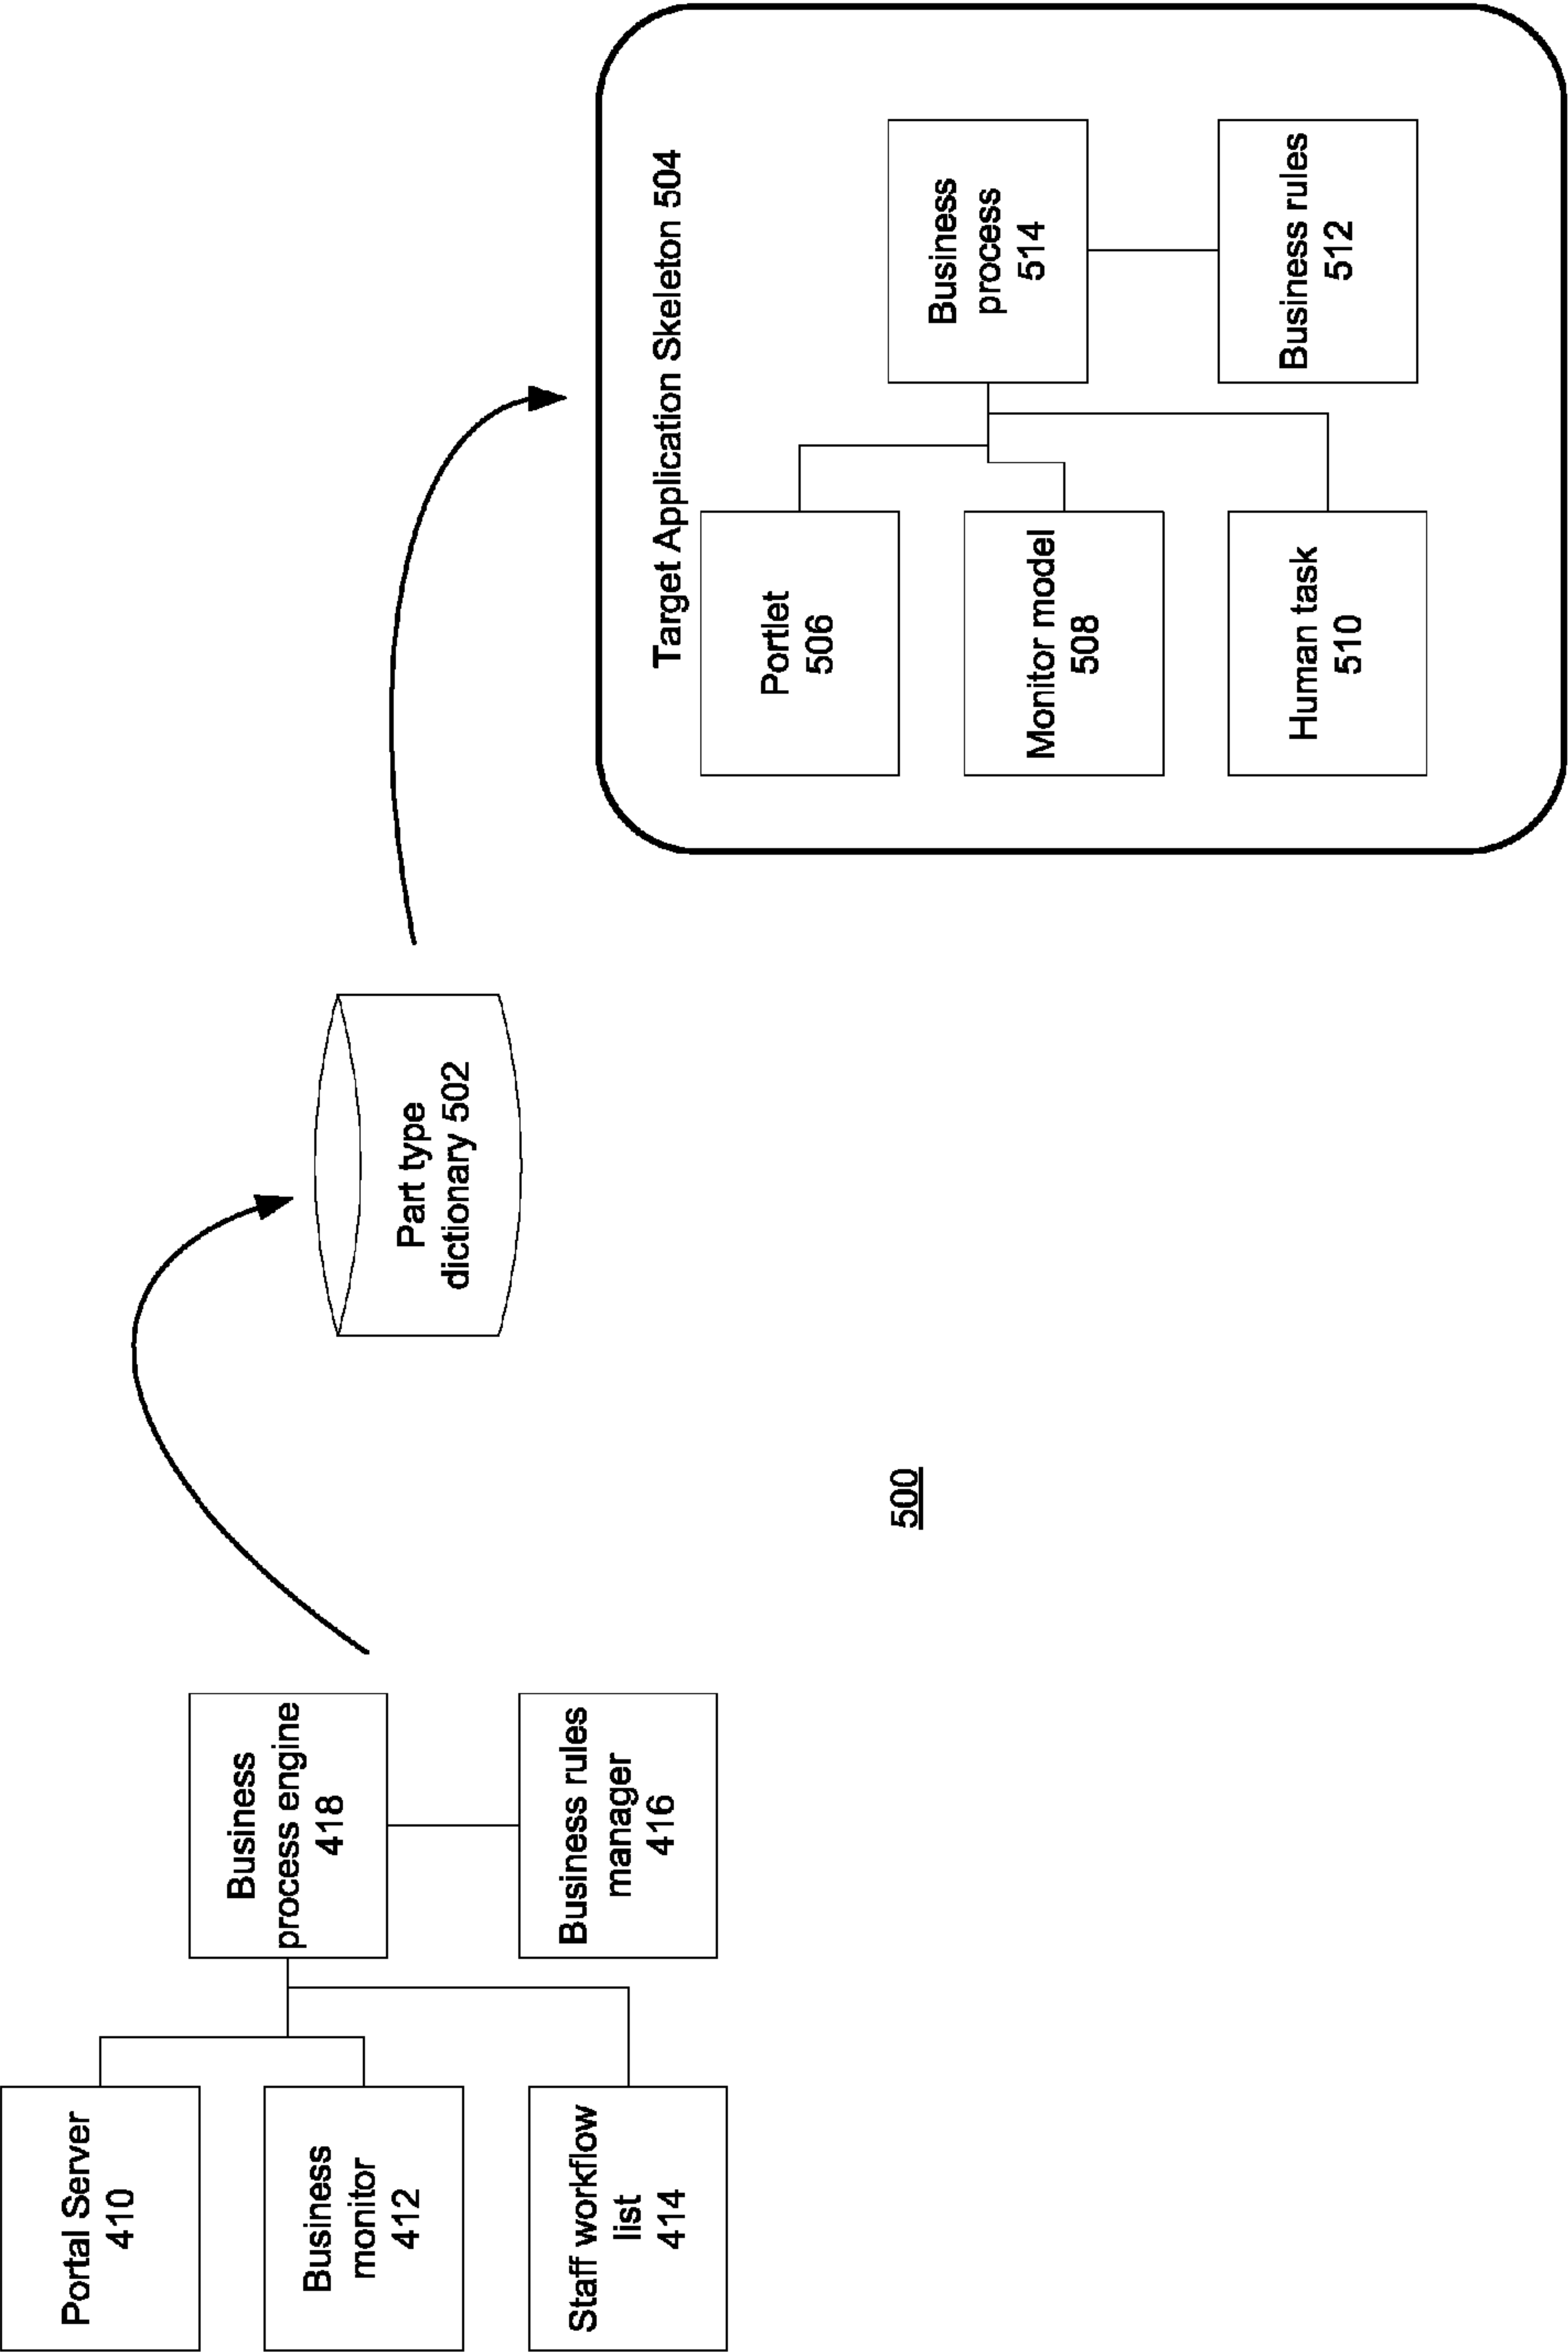 Portal Server
410
Business
monitor
412
Staff workflow
list
414
Business
process engine
418
Business rules
manager
416
Part type
dictionary 502
Target Application Skeleton 504
Portlet
506
Monitor model
508
Human task
510
Business
process
514
Business rules
512
500